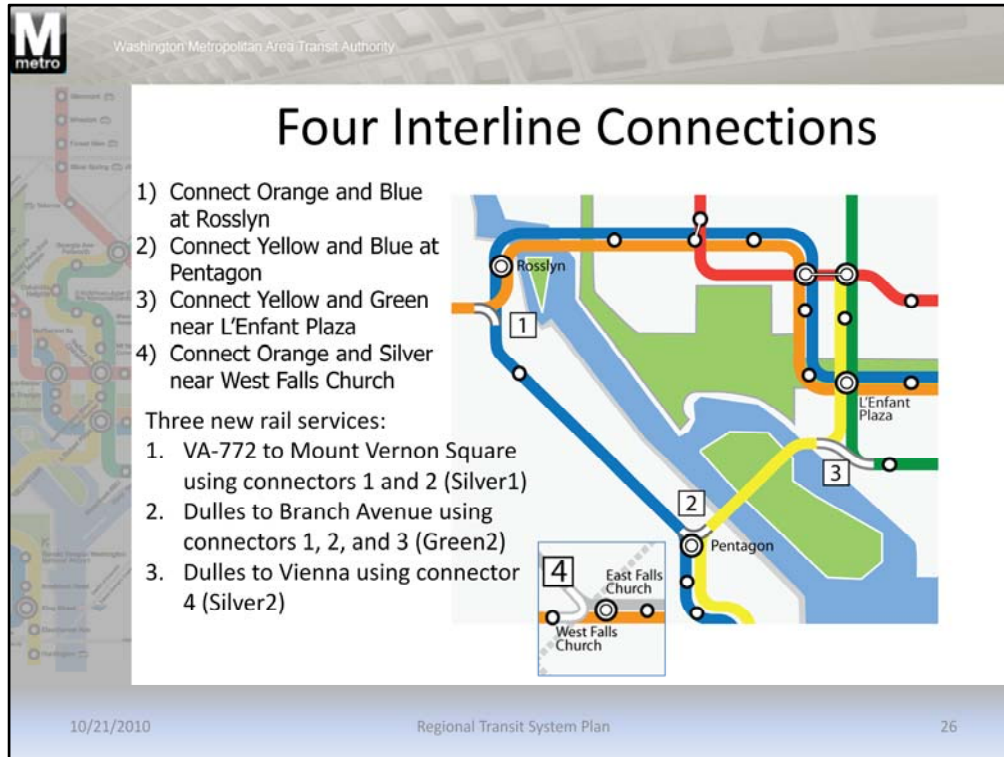 M
metro
Washington Metropolitan Area Transit Authority
Four Interline Connections
1) Connect Orange and Blue
at Rosslyn
2) Connect Yellow and Blue at
Pentagon
3) Connect Yellow and Green
near L'Enfant Plaza
4) Connect Orange and Silver
near West Falls Church
Three new rail services:
1. VA-772 to Mount Vernon Square
using connectors 1 and 2 (Silver1)
2. Dulles to Branch Avenue using
connectors 1, 2, and 3 (Green2)
3. Dulles to Vienna using connector
4 (Silver2)
Rosslyn
1
L'Enfant
Plaza
3
2
Pentagon
4
East Falls
Church
West Falls
Church
10/21/2010
Regional Transit System Plan
26